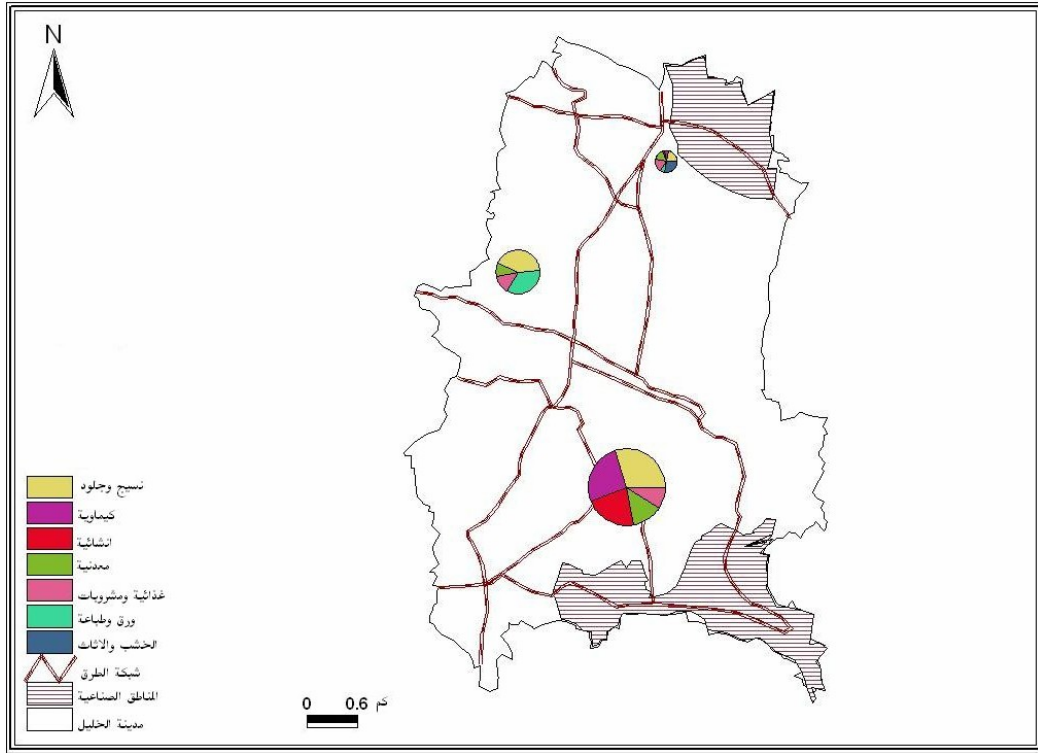 N
نسيج وجلود
كيماوية
انشائية
معدنية
غذائية ومشروبات
ورق وطباعة
الخشب والاثاث
شبكة الطرق
المناطق الصناعية
مدينة الخليل
0 0.6 كم